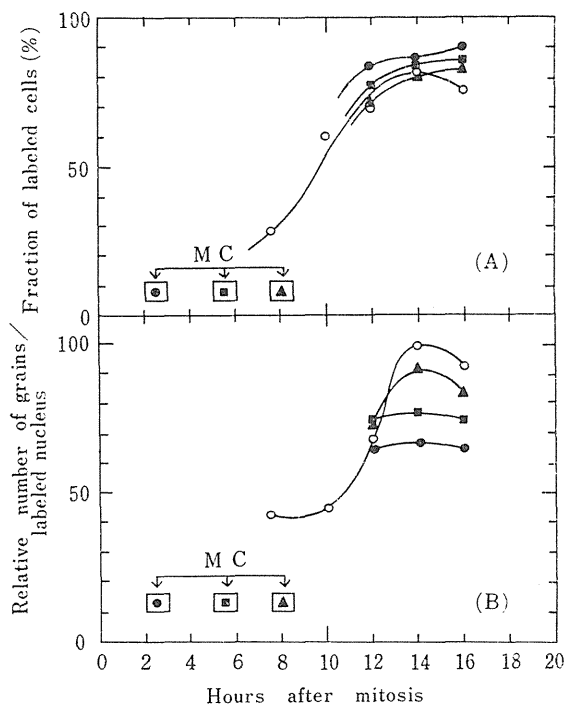 Fraction of labeled cells (%)
100
50
0
M C
(A)
Relative number of grains/
labeled nucleus
100
50
0
M C
(B)
0 2 4 6 8 10 12 14 16 18 20
Hours after mitosis